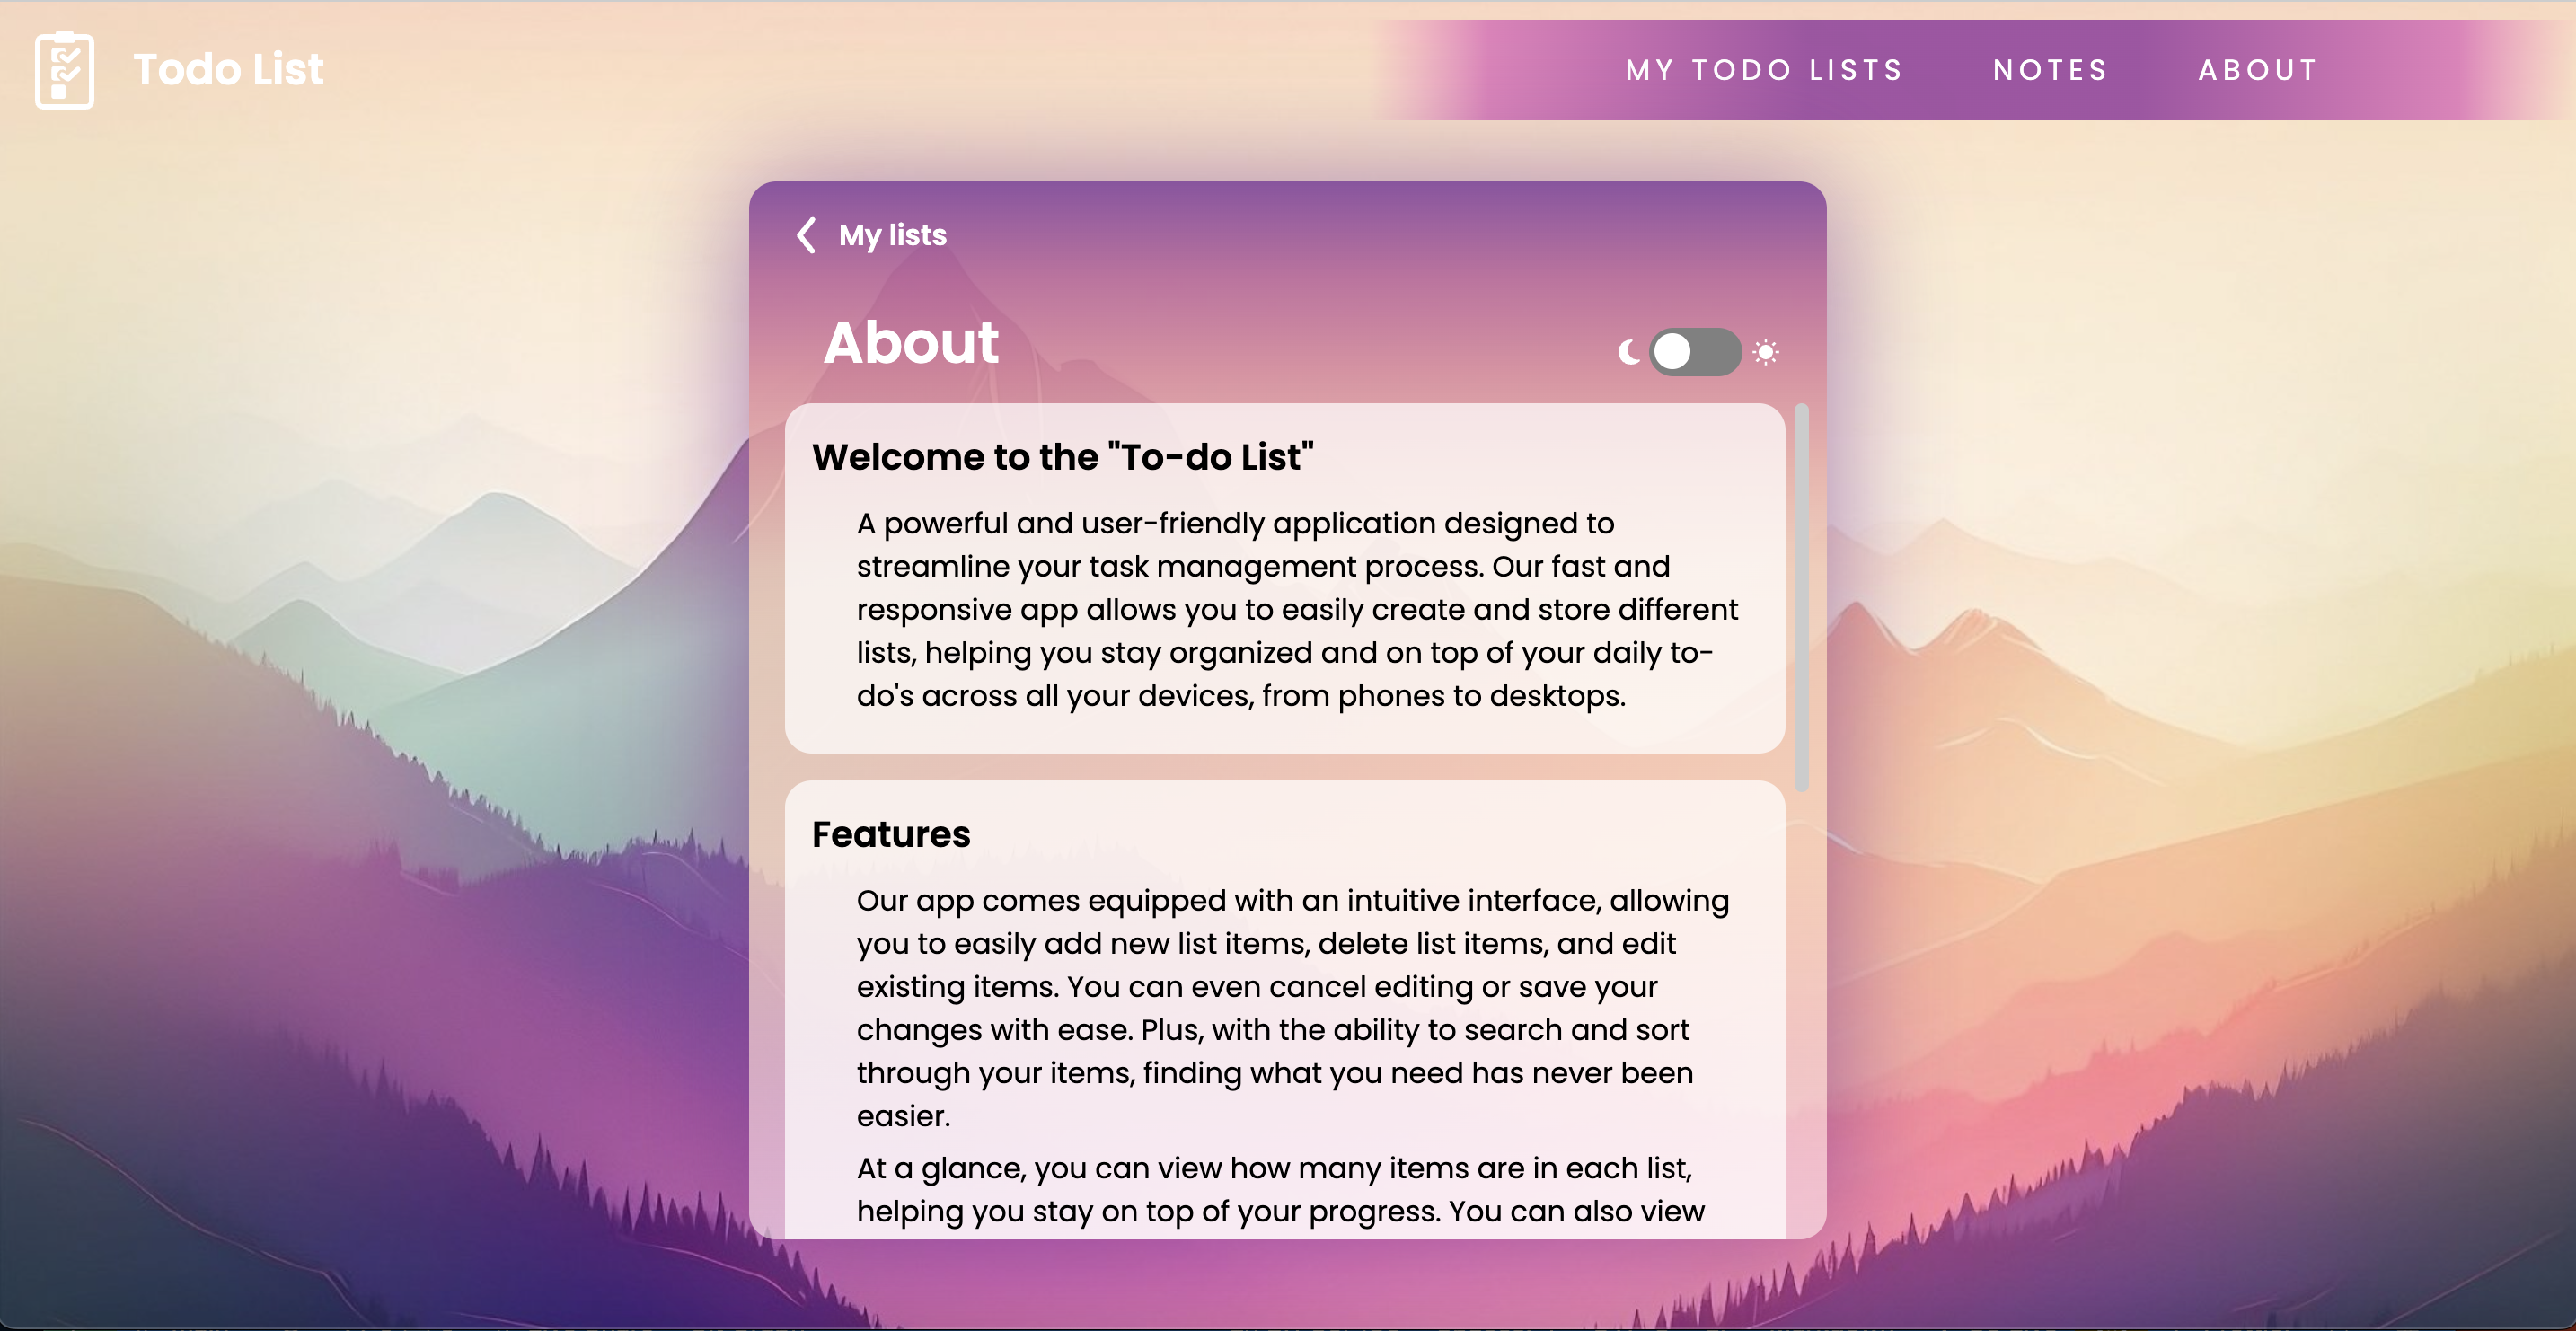 Todo List
MY TODO LISTS
NOTES
ABOUT
My lists
About
Welcome to the "To-do List"
A powerful and user-friendly application designed to
streamline your task management process. Our fast and
responsive app allows you to easily create and store different
lists, helping you stay organized and on top of your daily to-
do's across all your devices, from phones to desktops.
Features
Our app comes equipped with an intuitive interface, allowing
you to easily add new list items, delete list items, and edit
existing items. You can even cancel editing or save your
changes with ease. Plus, with the ability to search and sort
through your items, finding what you need has never been
easier.
At a glance, you can view how many items are in each list,
helping you stay on top of your progress. You can also view